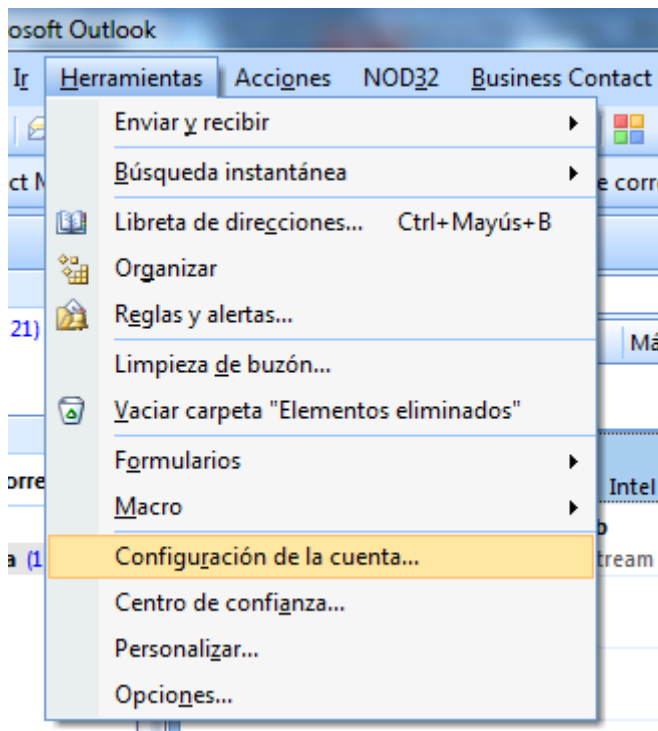 osoft Outlook
Ir Herramientas Acciones NOD32 Business Contact
Enviar y recibir
Búsqueda instantánea
ct e corr
Libreta de direcciones... Ctrl+Mayús+B
Organizar
Reglas y alertas...
21) Má
Limpieza de buzón...
Vaciar carpeta "Elementos eliminados"
Formularios
orre Intel
Macro
b
Configuración de la cuenta...
a (1 tream
Centro de confianza...
Personalizar...
Opciones...